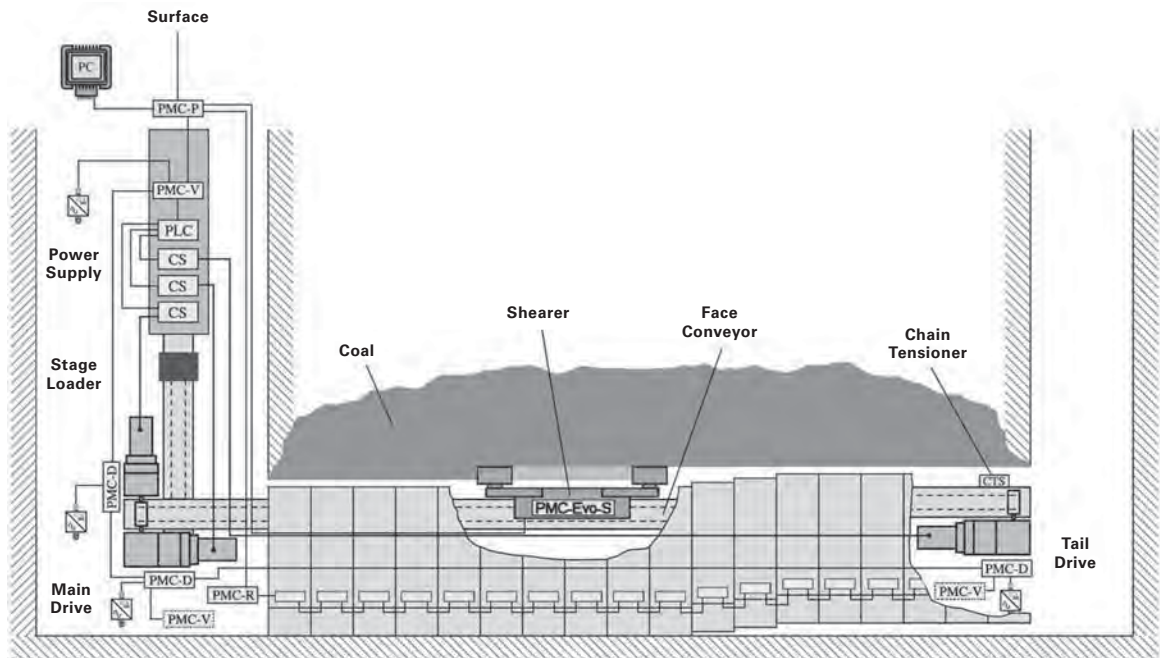 Surface
PC
PMC-P
PMC-V
PLC
Power
Supply
CS
CS
CS
Shearer
Face
Conveyor
Chain
Tensioner
Coal
Stage
Loader
PMC-D
CTS
PMC-Evo-S
Tail
Drive
Main
Drive
PMC-D
PMC-D
PMC-R
PMC-V
PMC-V